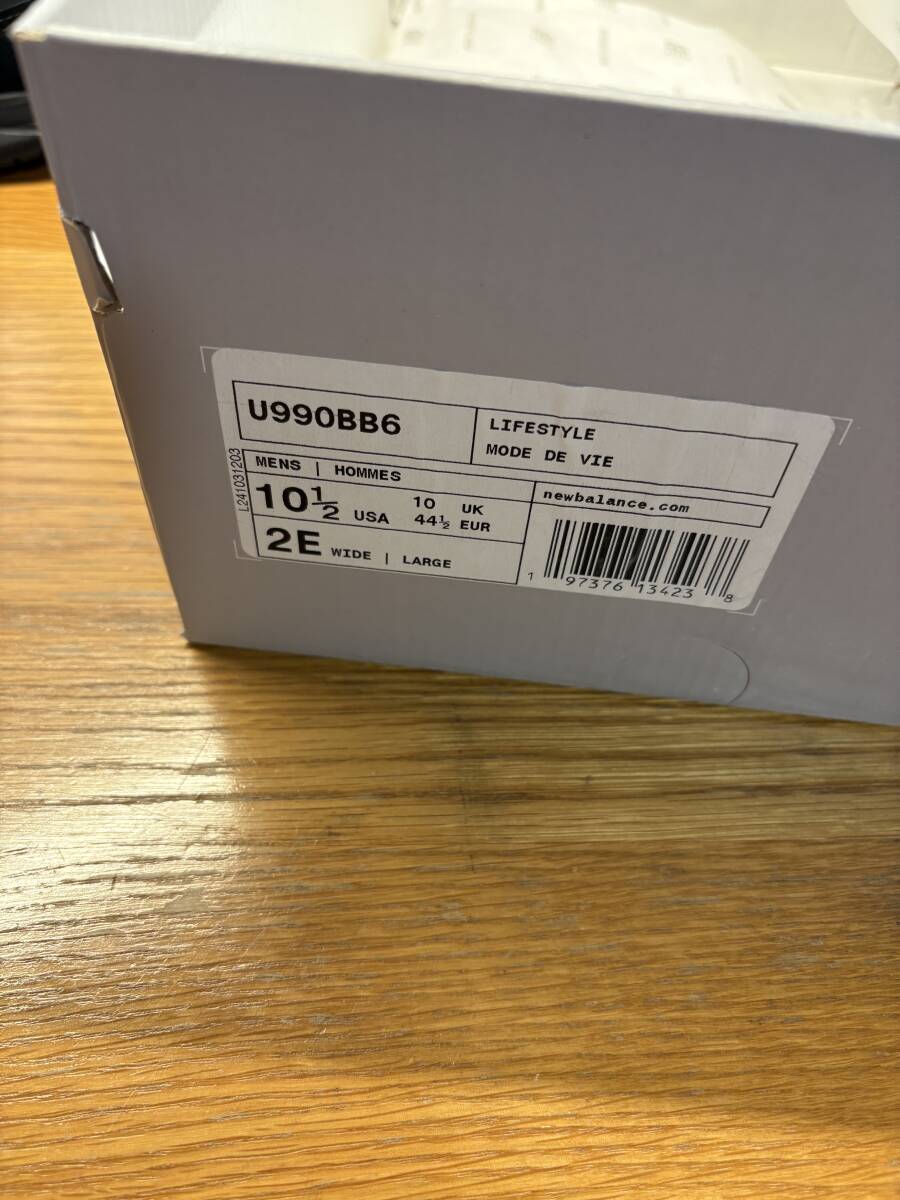 U990BB6
LIFESTYLE
MODE DE VIE
L241031203
MENS | HOMMES
10½ USA
10 UK
44½ EUR
newbalance.com
2E WIDE | LARGE
1 97376 13423 8